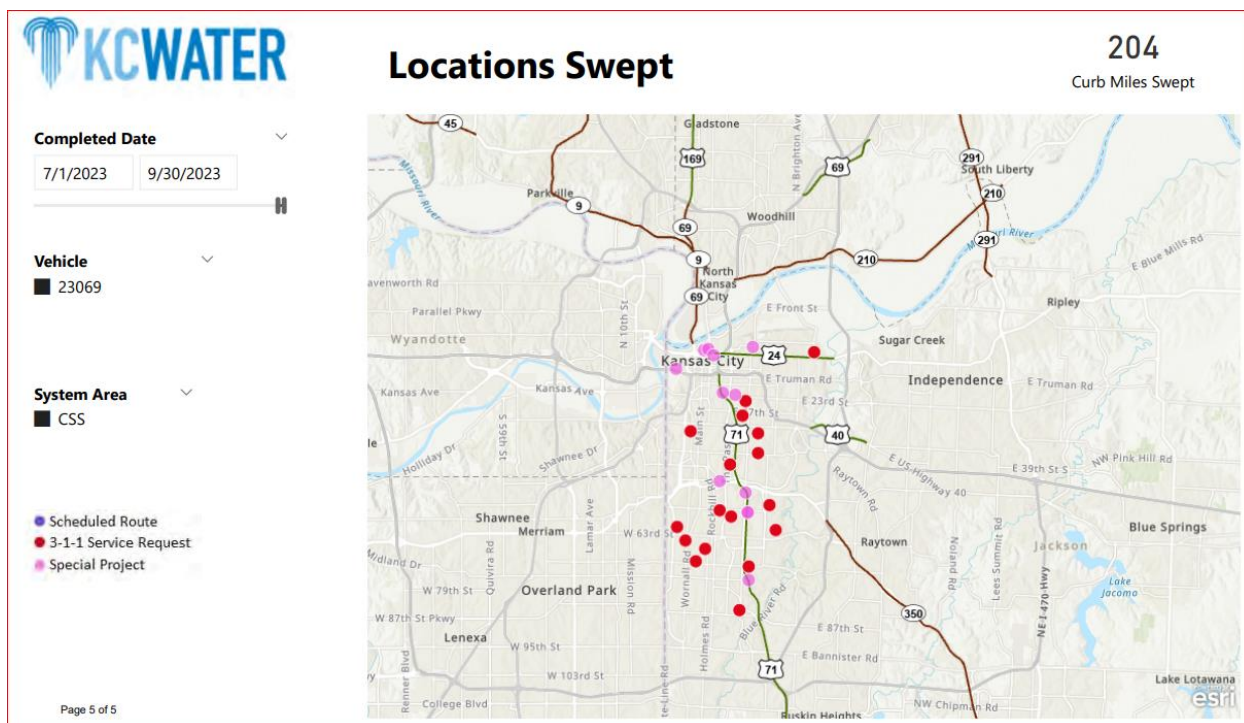 KCWATER
Locations Swept
204
Curb Miles Swept
Completed Date
7/1/2023 9/30/2023
Vehicle
23069
System Area
CSS
Scheduled Route
3-1-1 Service Request
Special Project
Page 5 of 5
45
Gladstone
169
N Brighton Ave
69
291
South Liberty
210
Missouri River
Parkville
9
Woodhill
69
291
9
210
E Blue Mills Rd
North
Kansas
City
69
Ripley
Parallel Pkwy
N 10th St
E Front St
Wyandotte
Sugar Creek
Kansas City
24
E Truman Rd
Independence
E Truman Rd
Kansas Ave
Kansas Ave
E 23rd St
S 59th St
Main St
71
40
Holliday Dr
Shawnee Dr
E US Highway 40
E 39th St S
NW Pink Hill Rd
Raytown Rd
Rockhill Rd
Shawnee
Merriam
Lamar Ave
W 63rd St
Raytown
Blue Springs
Midland Dr
Quivira Rd
Noland Rd
Lees Summit Rd
Jackson
W 79th St
Overland Park
Mission Rd
Wornall Rd
Blue River Rd
Lake
Jacomo
W 87th St Pkwy
NE I 470 Hwy
350
Lenexa
Holmes Rd
E 87th St
W 95th St
E Bannister Rd
71
W 103rd St
Renner Blvd
Lake Lotawana
College Blvd
te-Line Rd
Ruskin Heights
NW Chipman Rd
esri